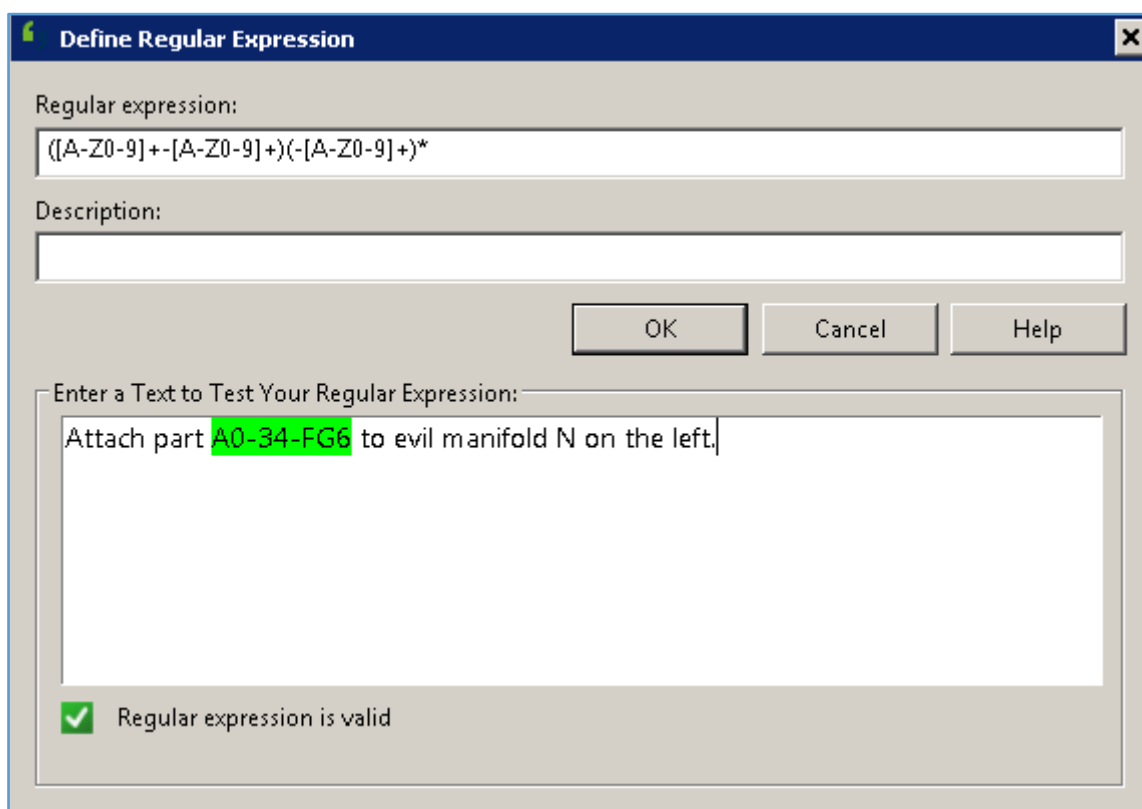 Define Regular Expression
Regular expression:
([A-Z0-9]+-[A-Z0-9]+)(-[A-Z0-9]+)*
Description:
OK Cancel Help
Enter a Text to Test Your Regular Expression:
Attach part A0-34-FG6 to evil manifold N on the left.
Regular expression is valid